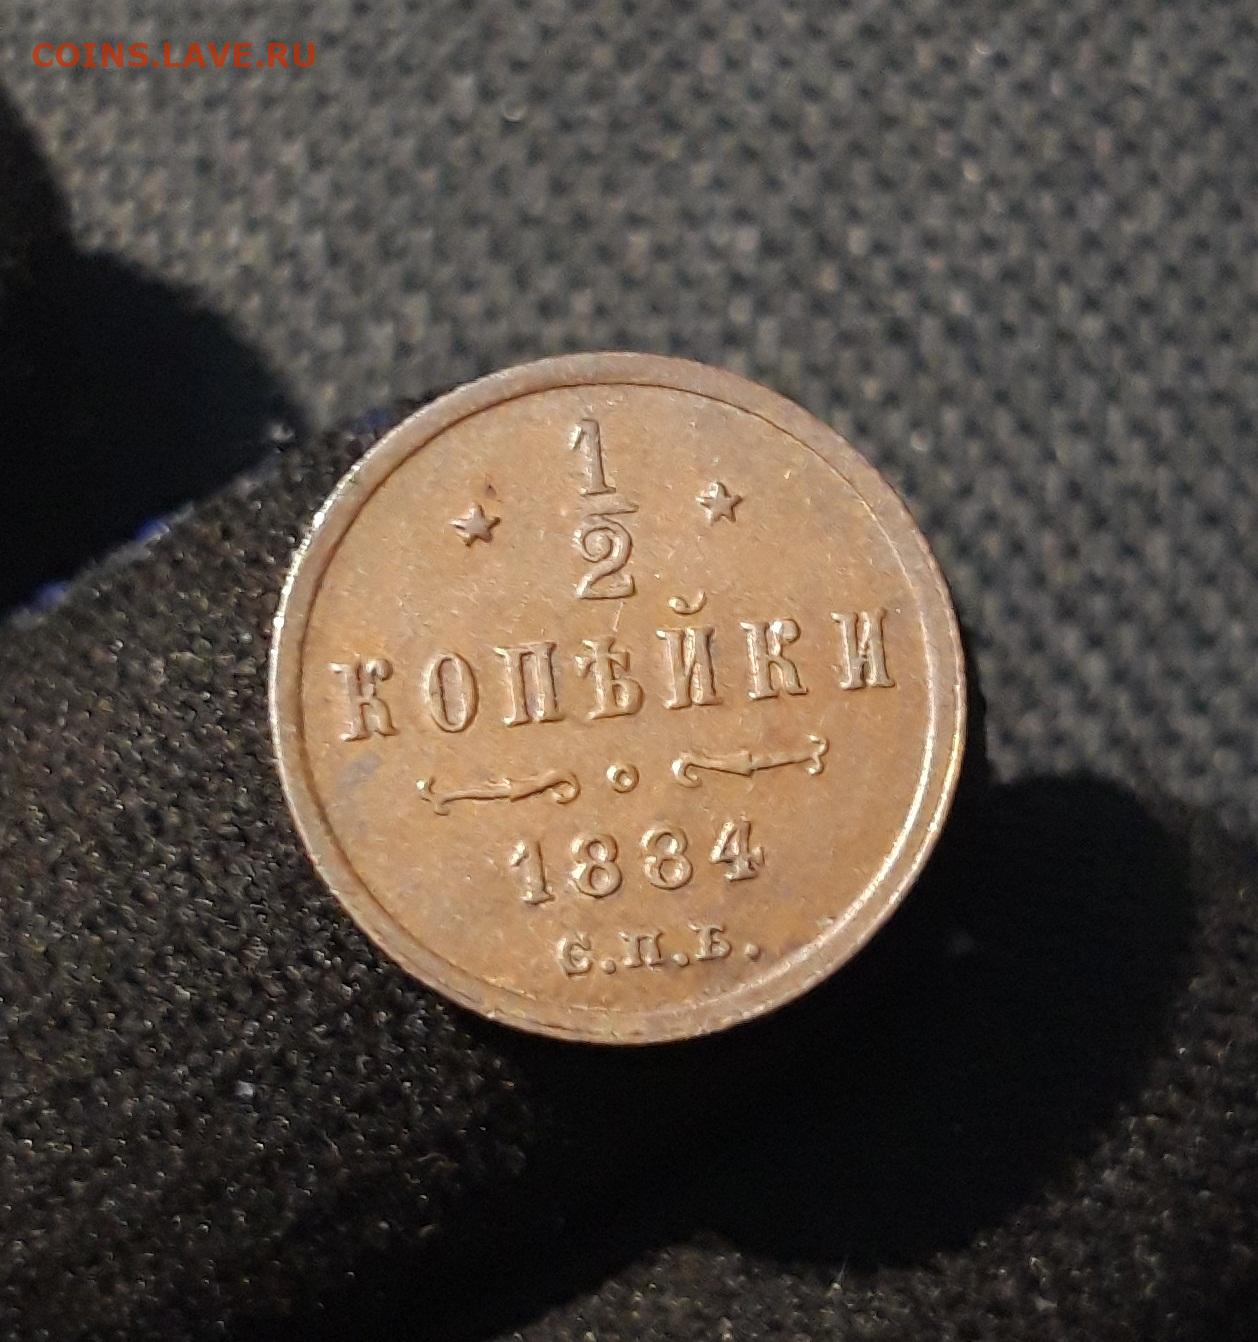 COINS.LAVE.RU
1/2
КОПѢЙКИ
1884
С.П.Б.